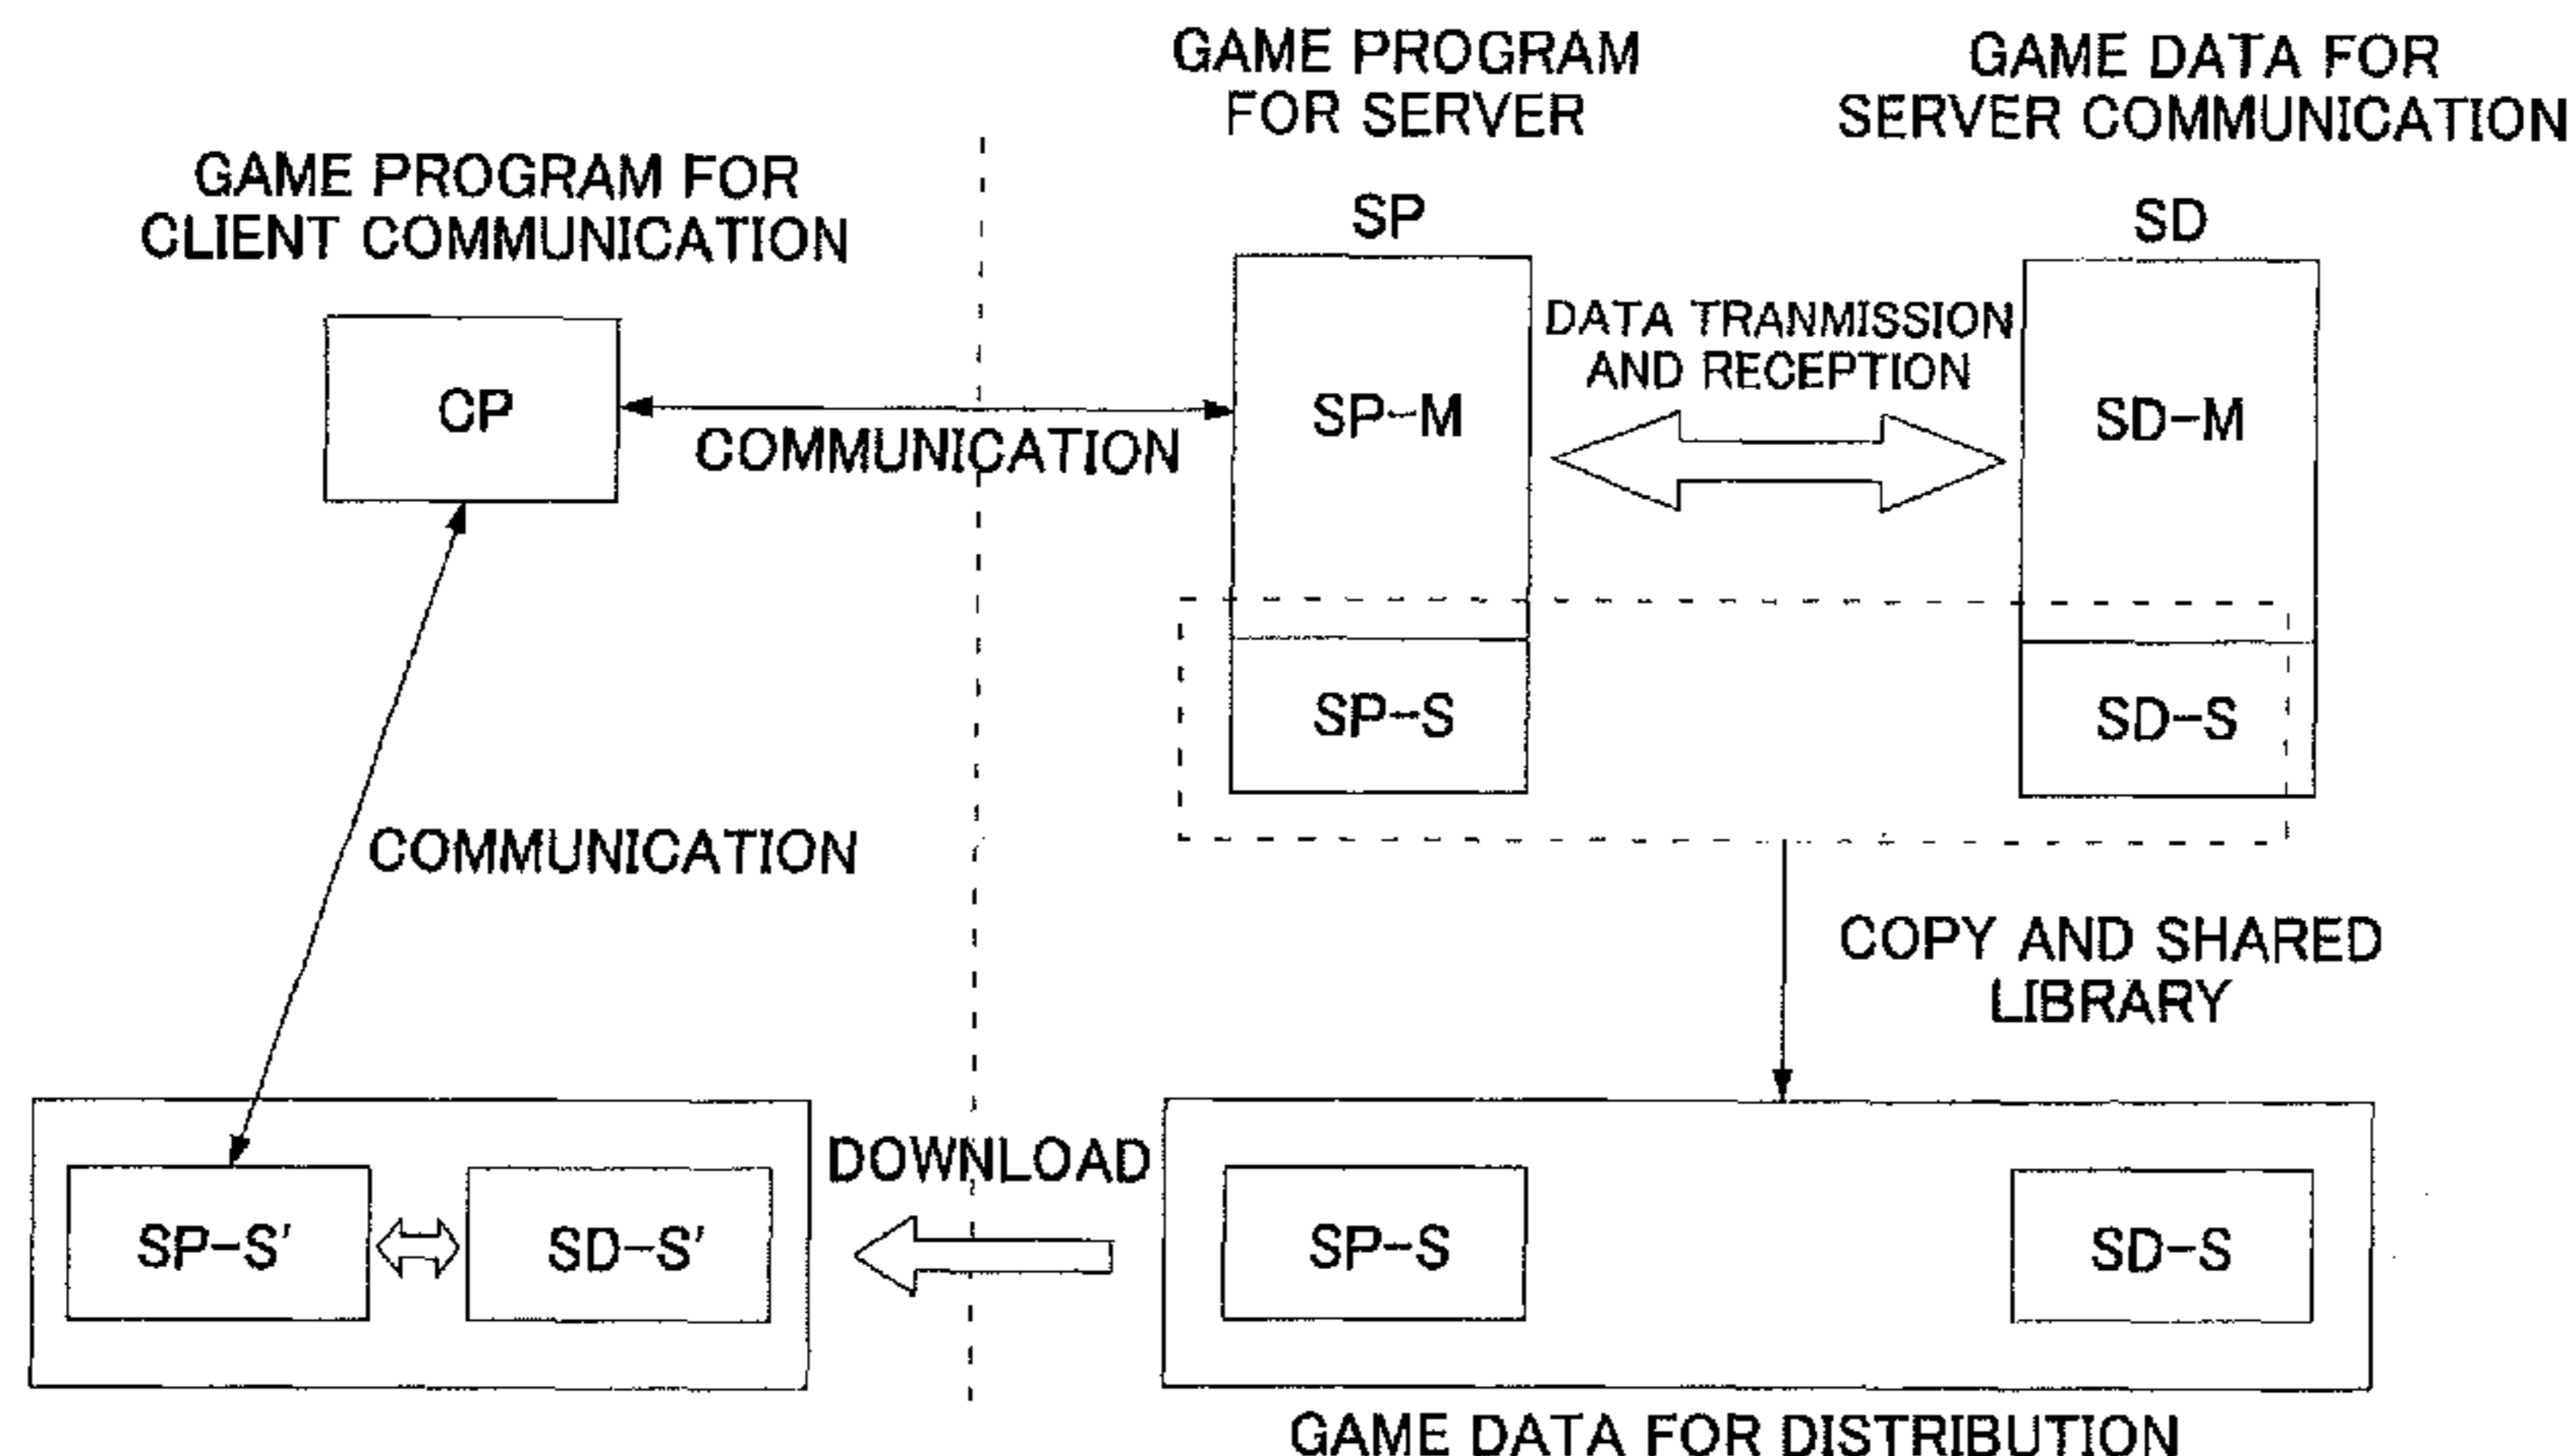 GAME PROGRAM
FOR SERVER
GAME DATA FOR
SERVER COMMUNICATION
GAME PROGRAM FOR
CLIENT COMMUNICATION
SP
SD
CP
COMMUNICATION
SP-M
DATA TRANMISSION
AND RECEPTION
SD-M
SP-S
SD-S
COMMUNICATION
COPY AND SHARED
LIBRARY
SP-S'
SD-S'
DOWNLOAD
SP-S
SD-S
GAME DATA FOR DISTRIBUTION